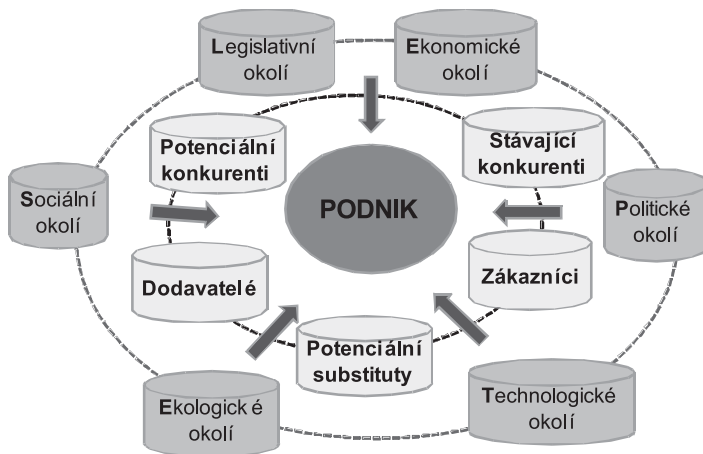 Legislativní
okolí
Ekonomické
okolí
Potenciální
konkurenti
Stávající
konkurenti
Sociální
okolí
PODNIK
Politické
okolí
Dodavatelé
Zákazníci
Potenciální
substituty
Ekologické
okolí
Technologické
okolí